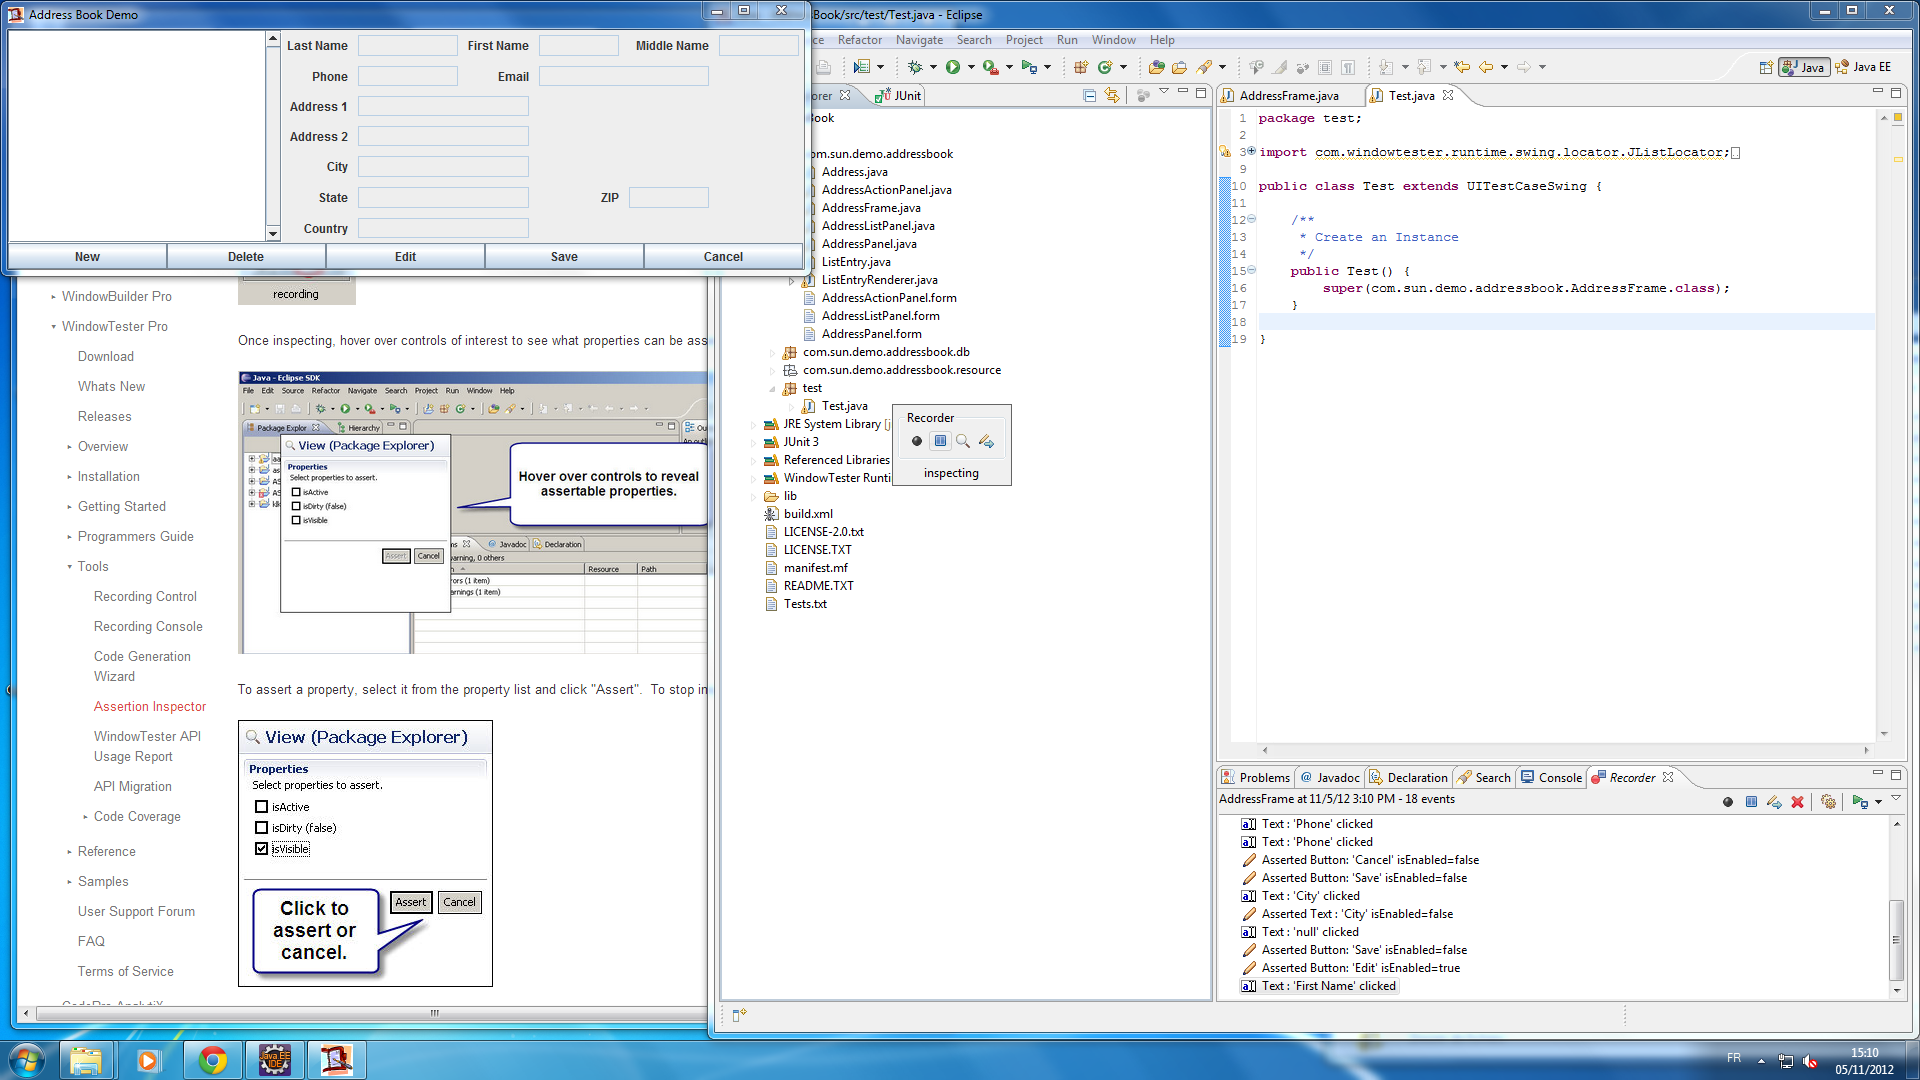 Address Book Demo
Last Name
First Name
Middle Name
Phone
Email
Address 1
Address 2
City
State
ZIP
Country
New
Delete
Edit
Save
Cancel
Book/src/test/Test.java - Eclipse
Refactor Navigate Search Project Run Window Help
Java
Java EE
JUnit
Book
om.sun.demo.addressbook
Address.java
AddressActionPanel.java
AddressFrame.java
AddressListPanel.java
AddressPanel.java
ListEntry.java
ListEntryRenderer.java
AddressActionPanel.form
AddressListPanel.form
AddressPanel.form
com.sun.demo.addressbook.db
com.sun.demo.addressbook.resource
test
Test.java
JRE System Library [j
JUnit 3
Referenced Libraries
WindowTester Runti
lib
build.xml
LICENSE-2.0.txt
LICENSE.TXT
manifest.mf
README.TXT
Tests.txt
Recorder
inspecting
AddressFrame.java
Test.java
1 package test;
2
3 import com.windowtester.runtime.swing.locator.JListLocator;
9
10 public class Test extends UITestCaseSwing {
11
12 /**
13 * Create an Instance
14 */
15 public Test() {
16 super(com.sun.demo.addressbook.AddressFrame.class);
17 }
18
19 }
Problems
@ Javadoc
Declaration
Search
Console
Recorder
AddressFrame at 11/5/12 3:10 PM - 18 events
Text : 'Phone' clicked
Text : 'Phone' clicked
Asserted Button: 'Cancel' isEnabled=false
Asserted Button: 'Save' isEnabled=false
Text : 'City' clicked
Asserted Text : 'City' isEnabled=false
Text : 'null' clicked
Asserted Button: 'Save' isEnabled=false
Asserted Button: 'Edit' isEnabled=true
Text : 'First Name' clicked
WindowBuilder Pro
WindowTester Pro
Download
Whats New
Releases
Overview
Installation
Getting Started
Programmers Guide
Tools
Recording Control
Recording Console
Code Generation
Wizard
Assertion Inspector
WindowTester API
Usage Report
API Migration
Code Coverage
Reference
Samples
User Support Forum
FAQ
Terms of Service
recording
Once inspecting, hover over controls of interest to see what properties can be ass
Java - Eclipse SDK
File Edit Source Refactor Navigate Search Project Run Window Help
Package Explor
Hierarchy
View (Package Explorer)
Properties
Select properties to assert.
isActive
isDirty (false)
isVisible
Assert
Cancel
Hover over controls to reveal
assertable properties.
@ Javadoc
Declaration
arning, 0 others
Resource
Path
rors (1 item)
arnings (1 item)
To assert a property, select it from the property list and click "Assert". To stop in
View (Package Explorer)
Properties
Select properties to assert.
isActive
isDirty (false)
isVisible
Assert
Cancel
Click to
assert or
cancel.
FR
15:10
05/11/2012